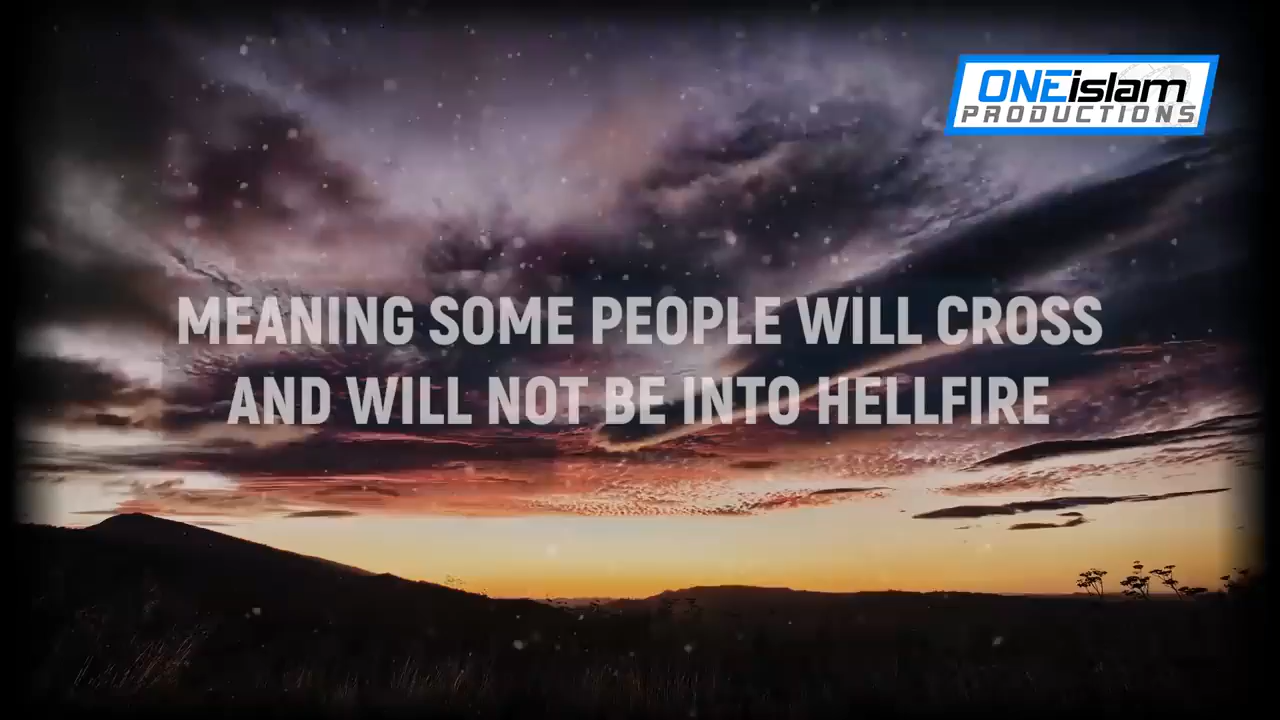 ONEislam
PRODUCTIONS
MEANING SOME PEOPLE WILL CROSS
AND WILL NOT BE INTO HELLFIRE